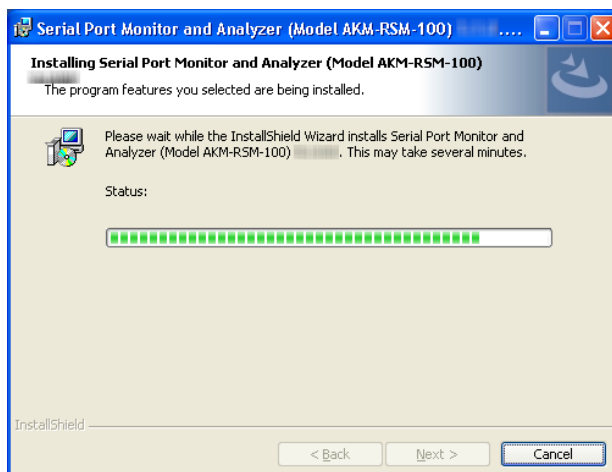 Serial Port Monitor and Analyzer (Model AKM-RSM-100) ....
Installing Serial Port Monitor and Analyzer (Model AKM-RSM-100)
The program features you selected are being installed.
Please wait while the InstallShield Wizard installs Serial Port Monitor and
Analyzer (Model AKM-RSM-100) . This may take several minutes.
Status:
InstallShield
< Back Next > Cancel